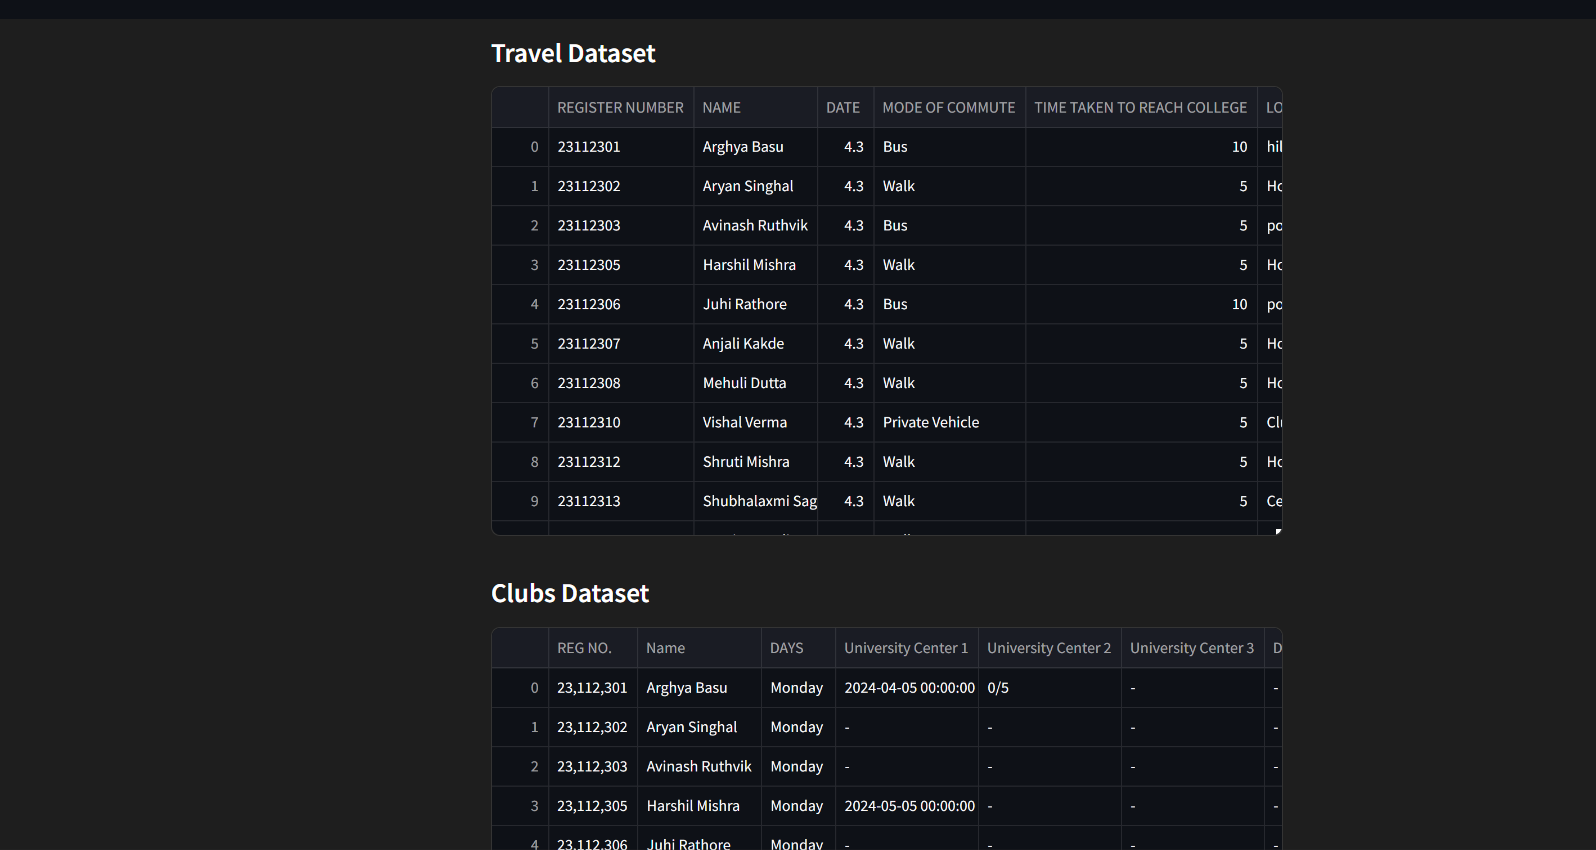 Travel Dataset
REGISTER NUMBER NAME DATE MODE OF COMMUTE TIME TAKEN TO REACH COLLEGE LO
0 23112301 Arghya Basu 4.3 Bus 10 hil
1 23112302 Aryan Singhal 4.3 Walk 5 Ho
2 23112303 Avinash Ruthvik 4.3 Bus 5 po
3 23112305 Harshil Mishra 4.3 Walk 5 Ho
4 23112306 Juhi Rathore 4.3 Bus 10 po
5 23112307 Anjali Kakde 4.3 Walk 5 Ho
6 23112308 Mehuli Dutta 4.3 Walk 5 Ho
7 23112310 Vishal Verma 4.3 Private Vehicle 5 Clu
8 23112312 Shruti Mishra 4.3 Walk 5 Ho
9 23112313 Shubhalaxmi Sag 4.3 Walk 5 Ce
Clubs Dataset
REG NO. Name DAYS University Center 1 University Center 2 University Center 3 D
0 23,112,301 Arghya Basu Monday 2024-04-05 00:00:00 0/5 - -
1 23,112,302 Aryan Singhal Monday - - - -
2 23,112,303 Avinash Ruthvik Monday - - - -
3 23,112,305 Harshil Mishra Monday 2024-05-05 00:00:00 - - -
4 23,112,306 Juhi Rathore Monday - - - -